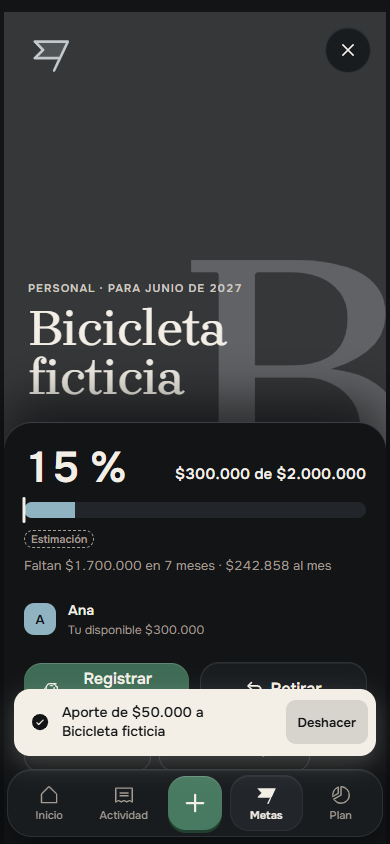 PERSONAL · PARA JUNIO DE 2027
Bicicleta
ficticia
B
15 %
$300.000 de $2.000.000
Estimación
Faltan $1.700.000 en 7 meses · $242.858 al mes
A
Ana
Tu disponible $300.000
Registrar
Retirar
Aporte de $50.000 a
Bicicleta ficticia
Deshacer
Inicio
Actividad
Metas
Plan